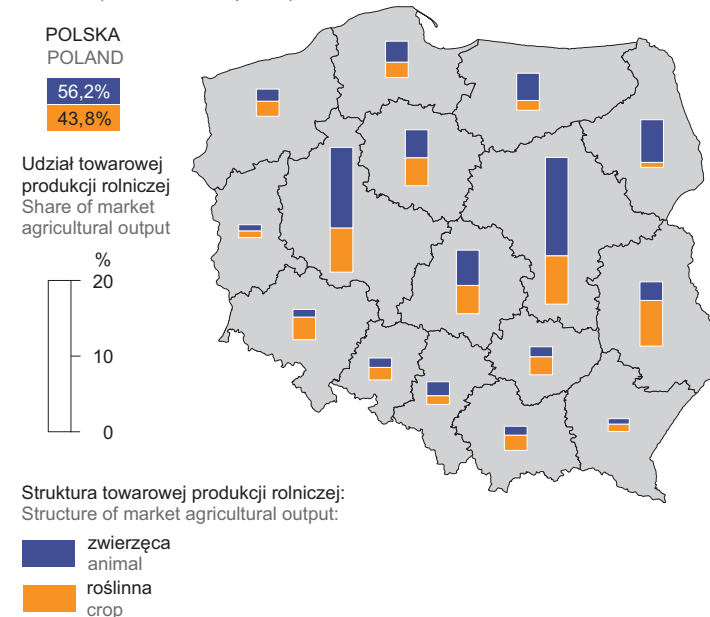 POLSKA
POLAND
56,2%
43,8%
Udział towarowej
produkcji rolniczej
Share of market
agricultural output
%
20
10
0
Struktura towarowej produkcji rolniczej:
Structure of market agricultural output:
zwierzęca
animal
roślinna
crop